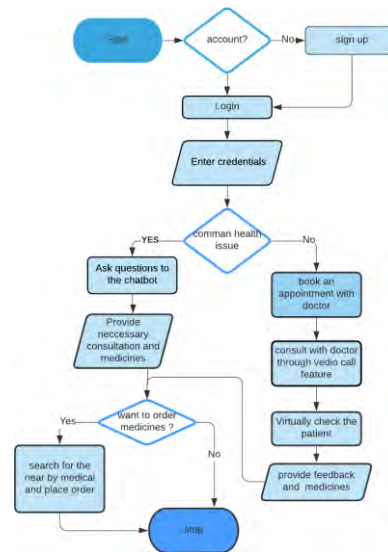 Start
account?
No
sign up
Login
Enter credentials
comman health
issue
YES
No
Ask questions to
the chatbot
book an
appointment with
doctor
Provide
neccessary
consultation and
medicines
consult with doctor
through vedio call
feature
Virtually check the
patient
want to order
medicines ?
Yes
No
provide feedback
and medicines
search for the
near by medical
and place order
stop